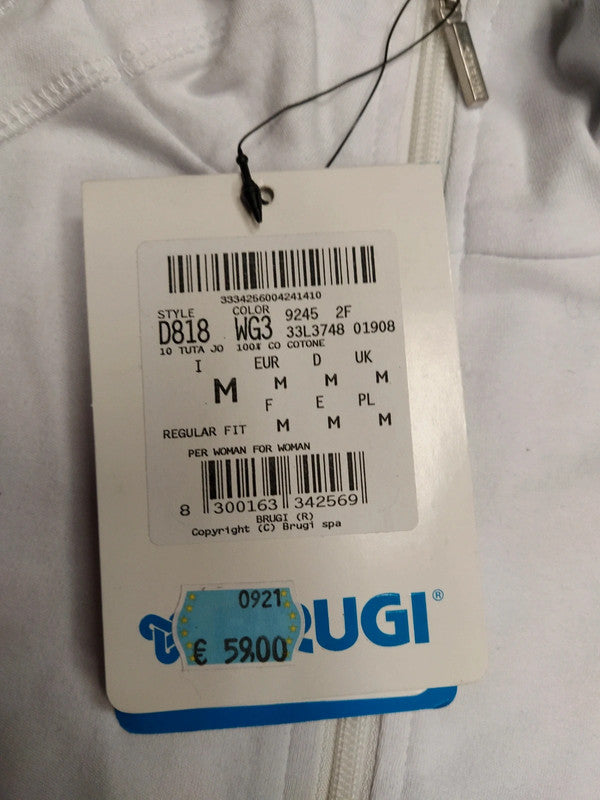 3334256004241410
STYLE COLOR 9245 2F
D818 WG3 33L3748 01908
10 TUTA JO 100% CO COTONE
I EUR D UK
M M M M
F E PL
REGULAR FIT M M M
PER WOMAN FOR WOMAN
8 300163 342569
BRUGI (R)
Copyright (C) Brugi spa
0921
€ 59.00
RUGI®